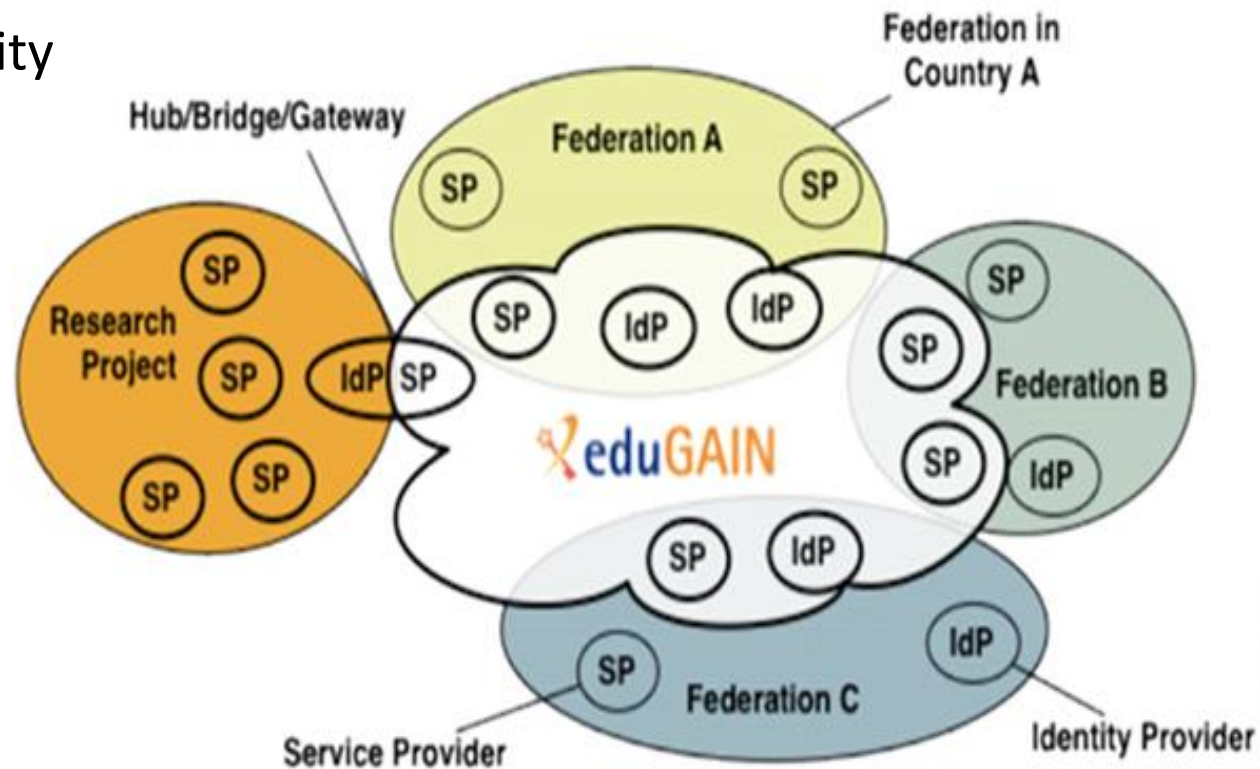 ity
Federation in
Country A
Hub/Bridge/Gateway
Federation A
SP
SP
SP
IdP
IdP
SP
SP
Research
Project
SP
IdP
SP
SP
Federation B
eduGAIN
SP
IdP
SP
SP
SP
IdP
SP
IdP
Federation C
Service Provider
Identity Provider